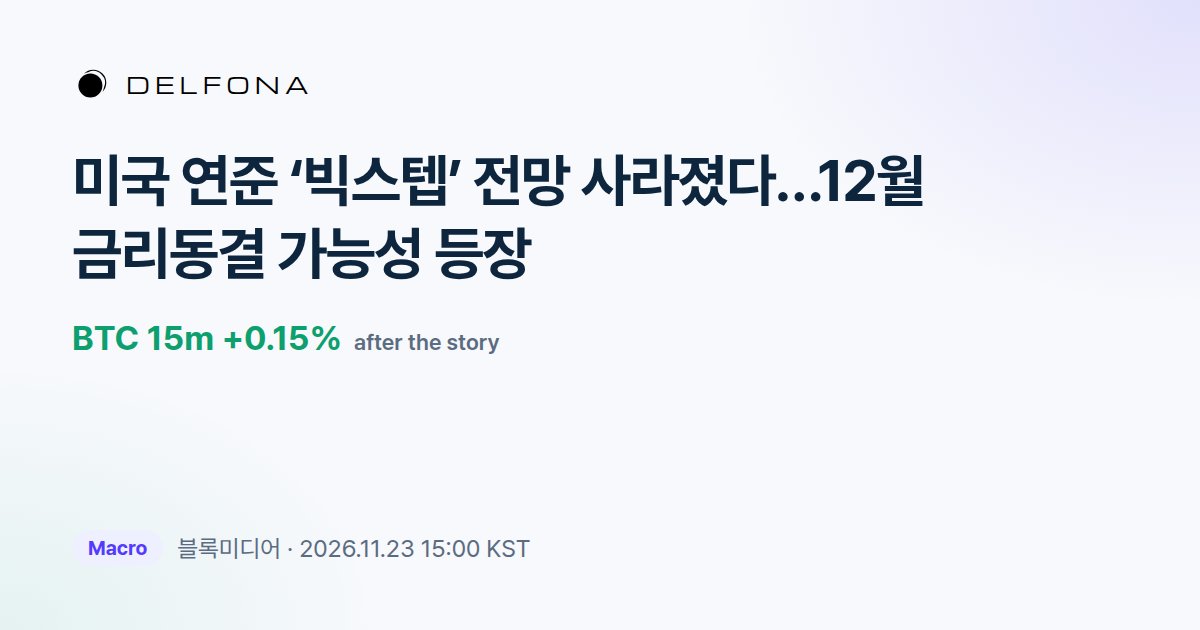 DELFONA
미국 연준 ‘빅스텝’ 전망 사라졌다…12월
금리동결 가능성 등장
BTC 15m +0.15% after the story
Macro 블록미디어 · 2026.11.23 15:00 KST